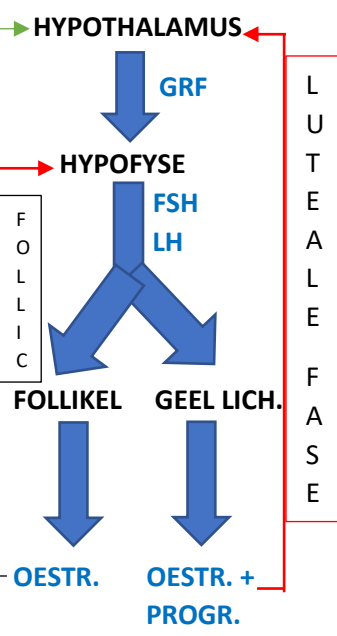 HYPOTHALAMUS
GRF
HYPOFYSE
FSH
LH
FOLLIC
LUTEALE FASE
FOLLIKEL
GEEL LICH.
OESTR.
OESTR. +
PROGR.